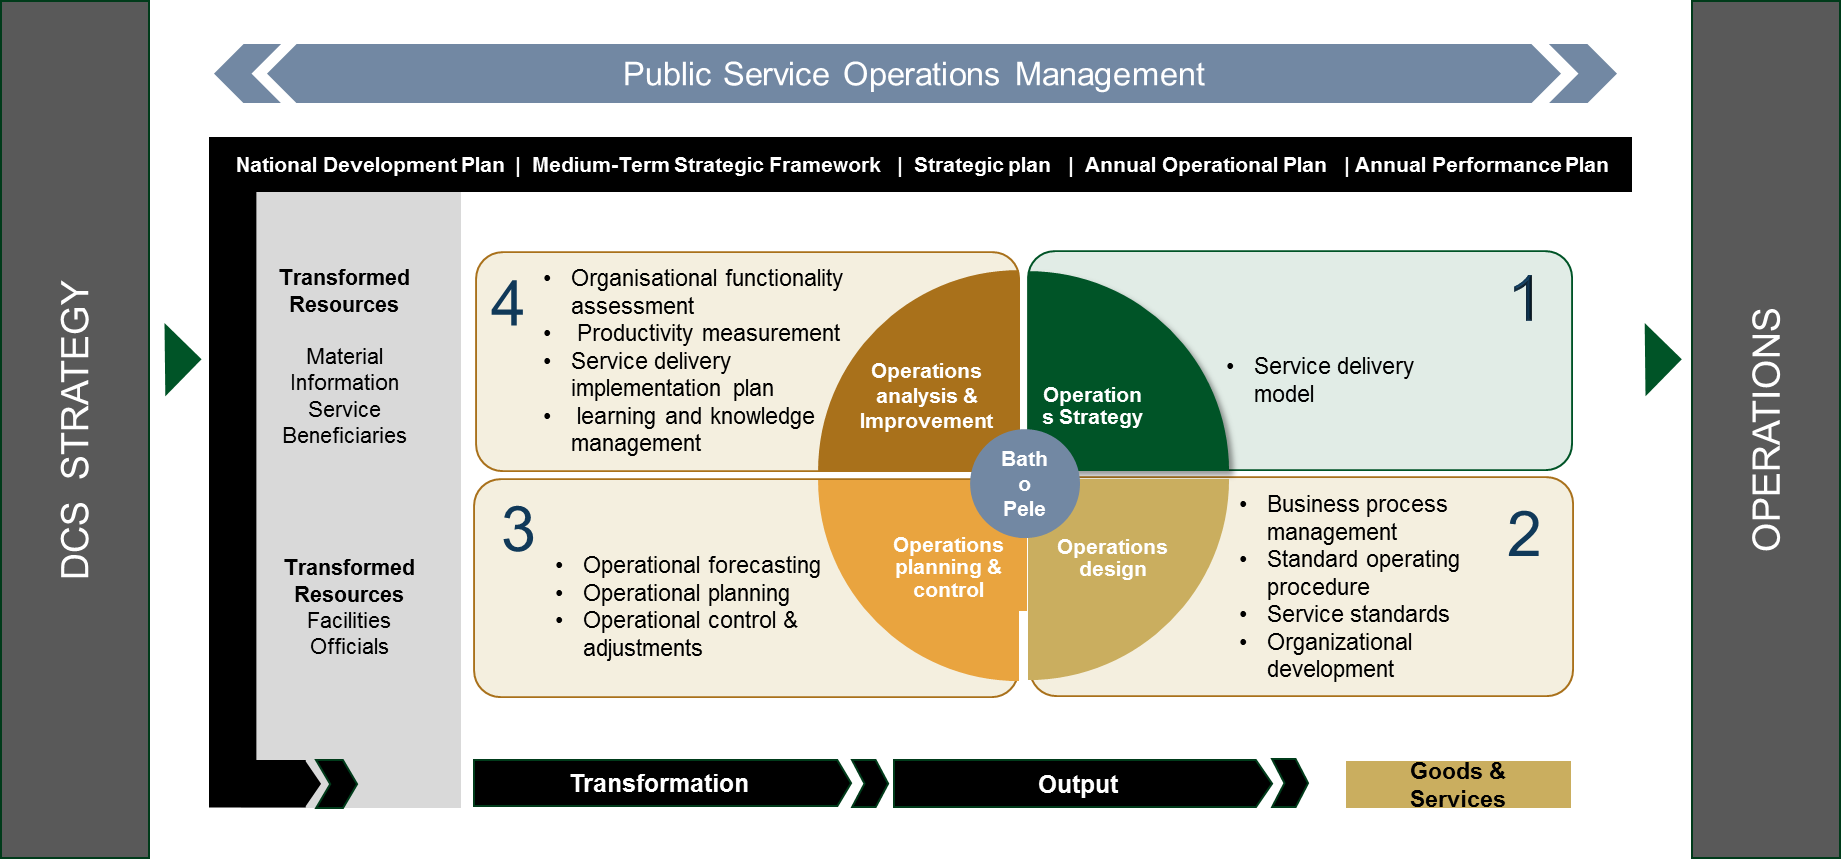 Public Service Operations Management
National Development Plan | Medium-Term Strategic Framework | Strategic plan | Annual Operational Plan | Annual Performance Plan
DCS STRATEGY
Transformed
Resources
Material
Information
Service
Beneficiaries
Transformed
Resources
Facilities
Officials
4
• Organisational functionality
assessment
• Productivity measurement
• Service delivery
implementation plan
• learning and knowledge
management
Operations
analysis &
Improvement
Operation
s Strategy
1
• Service delivery
model
Bath
o
Pele
3
• Operational forecasting
• Operational planning
• Operational control &
adjustments
Operations
planning &
control
Operations
design
2
• Business process
management
• Standard operating
procedure
• Service standards
• Organizational
development
OPERATIONS
Transformation
Output
Goods &
Services